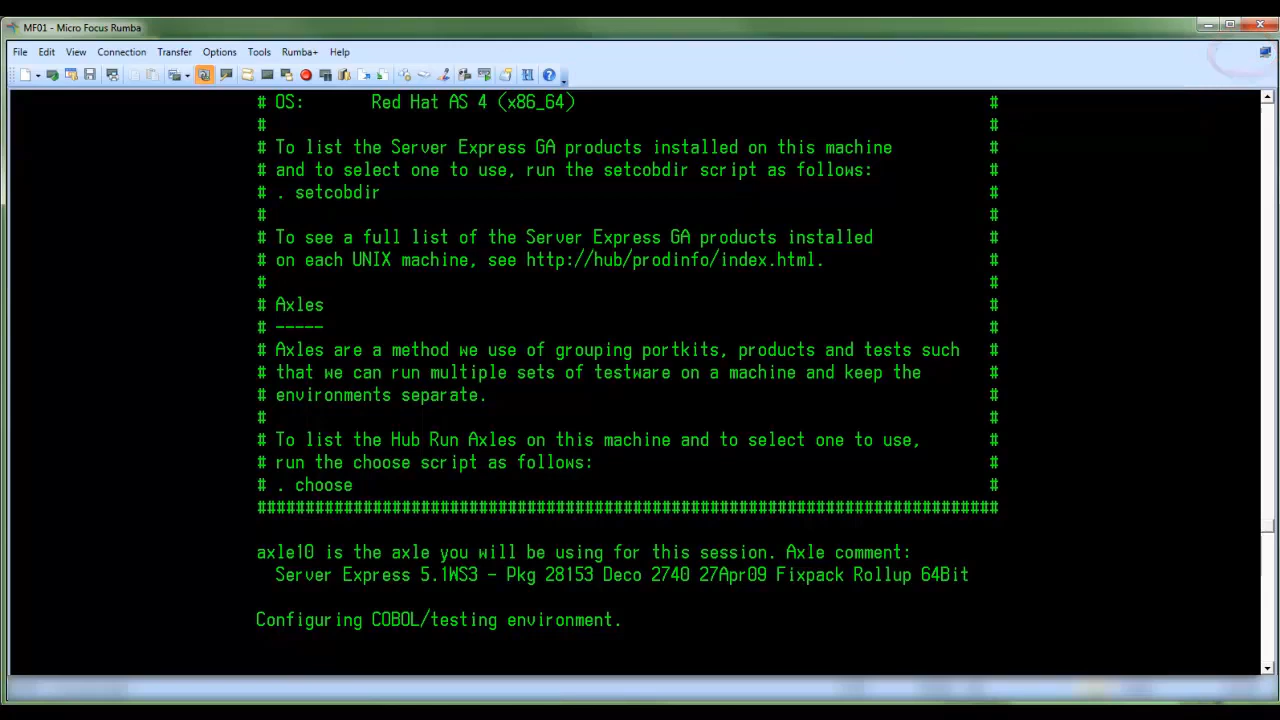 MF01 - Micro Focus Rumba
File Edit View Connection Transfer Options Tools Rumba+ Help
# OS: Red Hat AS 4 (x86_64) #
# #
# To list the Server Express GA products installed on this machine #
# and to select one to use, run the setcobdir script as follows: #
# . setcobdir #
# #
# To see a full list of the Server Express GA products installed #
# on each UNIX machine, see http://hub/prodinfo/index.html. #
# #
# Axles #
# ----- #
# Axles are a method we use of grouping portkits, products and tests such #
# that we can run multiple sets of testware on a machine and keep the #
# environments separate. #
# #
# To list the Hub Run Axles on this machine and to select one to use, #
# run the choose script as follows: #
# . choose #
#############################################################################
axle10 is the axle you will be using for this session. Axle comment:
Server Express 5.1WS3 - Pkg 28153 Deco 2740 27Apr09 Fixpack Rollup 64Bit
Configuring COBOL/testing environment.